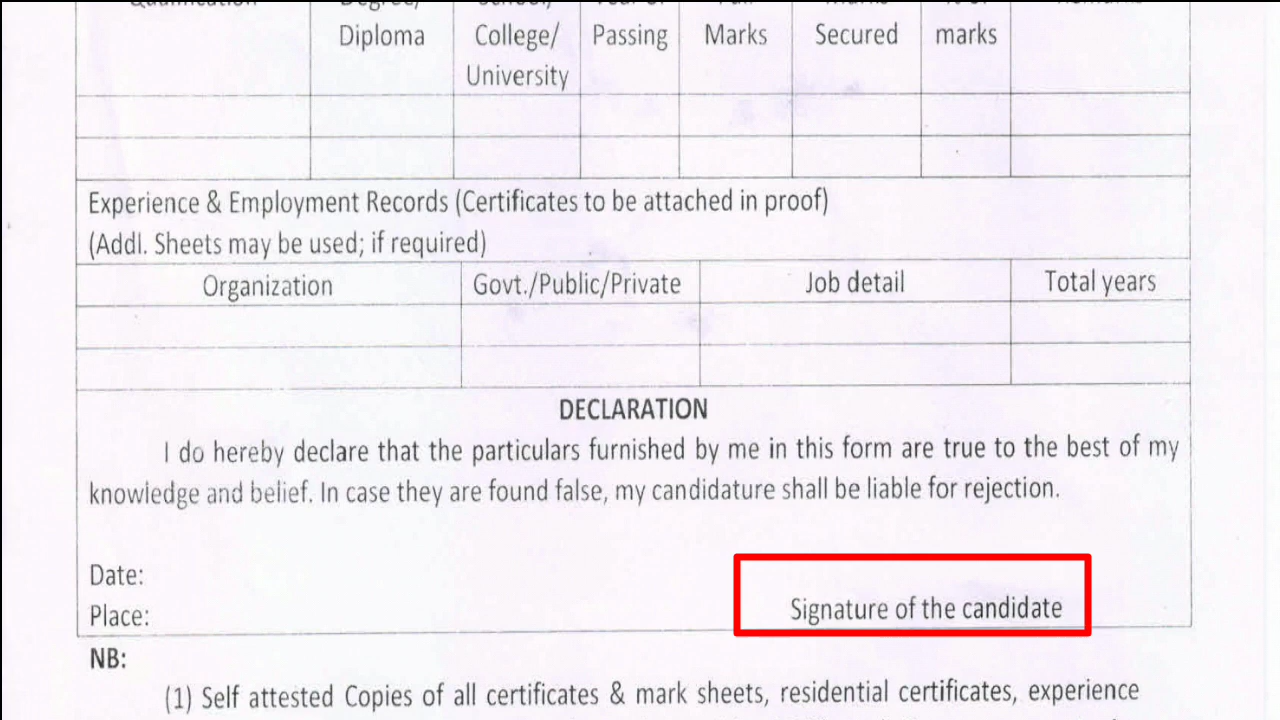 Diploma College/ Passing Marks Secured marks
University
Experience & Employment Records (Certificates to be attached in proof)
(Addl. Sheets may be used; if required)
Organization Govt./Public/Private Job detail Total years
DECLARATION
I do hereby declare that the particulars furnished by me in this form are true to the best of my
knowledge and belief. In case they are found false, my candidature shall be liable for rejection.
Date:
Place: Signature of the candidate
NB:
(1) Self attested Copies of all certificates & mark sheets, residential certificates, experience